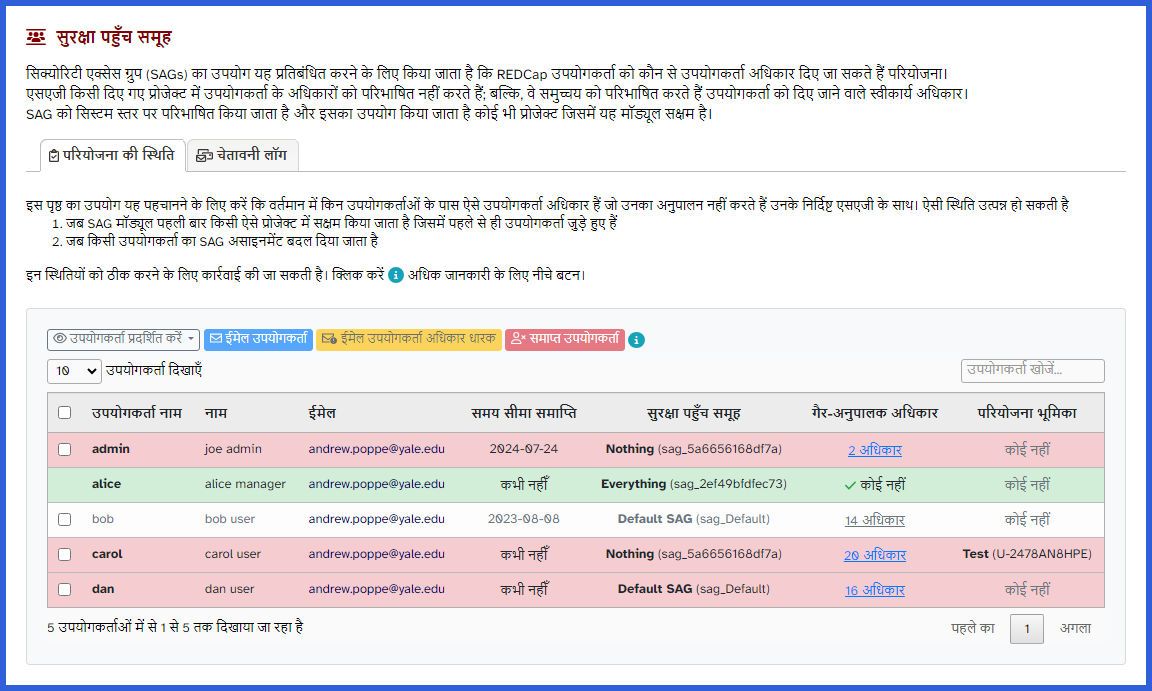 सुरक्षा पहुँच समूह
सिक्योरिटी एक्सेस ग्रुप (SAGs) का उपयोग यह प्रतिबंधित करने के लिए किया जाता है कि REDCap उपयोगकर्ता को कौन से उपयोगकर्ता अधिकार दिए जा सकते हैं परियोजना।
एसएजी किसी दिए गए प्रोजेक्ट में उपयोगकर्ता के अधिकारों को परिभाषित नहीं करते हैं; बल्कि, वे समुच्चय को परिभाषित करते हैं उपयोगकर्ता को दिए जाने वाले स्वीकार्य अधिकार।
SAG को सिस्टम स्तर पर परिभाषित किया जाता है और इसका उपयोग किया जाता है कोई भी प्रोजेक्ट जिसमें यह मॉड्यूल सक्षम है।
परियोजना की स्थिति चेतावनी लॉग
इस पृष्ठ का उपयोग यह पहचानने के लिए करें कि वर्तमान में किन उपयोगकर्ताओं के पास ऐसे उपयोगकर्ता अधिकार हैं जो उनका अनुपालन नहीं करते हैं उनके निर्दिष्ट एसएजी के साथ। ऐसी स्थिति उत्पन्न हो सकती है
1. जब SAG मॉड्यूल पहली बार किसी ऐसे प्रोजेक्ट में सक्षम किया जाता है जिसमें पहले से ही उपयोगकर्ता जुड़े हुए हैं
2. जब किसी उपयोगकर्ता का SAG असाइनमेंट बदल दिया जाता है
इन स्थितियों को ठीक करने के लिए कार्रवाई की जा सकती है। क्लिक करें i अधिक जानकारी के लिए नीचे बटन।
उपयोगकर्ता प्रदर्शित करें ईमेल उपयोगकर्ता ईमेल उपयोगकर्ता अधिकार धारक समाप्त उपयोगकर्ता i
10 उपयोगकर्ता दिखाएँ उपयोगकर्ता खोजें...
उपयोगकर्ता नाम नाम ईमेल समय सीमा समाप्ति सुरक्षा पहुँच समूह गैर-अनुपालक अधिकार परियोजना भूमिका
admin joe admin andrew.poppe@yale.edu 2024-07-24 Nothing (sag_5a6656168df7a) 2 अधिकार कोई नहीं
alice alice manager andrew.poppe@yale.edu कभी नहीं Everything (sag_2ef49bfdfec73) ✓ कोई नहीं कोई नहीं
bob bob user andrew.poppe@yale.edu 2023-08-08 Default SAG (sag_Default) 14 अधिकार कोई नहीं
carol carol user andrew.poppe@yale.edu कभी नहीं Nothing (sag_5a6656168df7a) 20 अधिकार Test (U-2478AN8HPE)
dan dan user andrew.poppe@yale.edu कभी नहीं Default SAG (sag_Default) 16 अधिकार कोई नहीं
5 उपयोगकर्ताओं में से 1 से 5 तक दिखाया जा रहा है पहले का 1 अगला